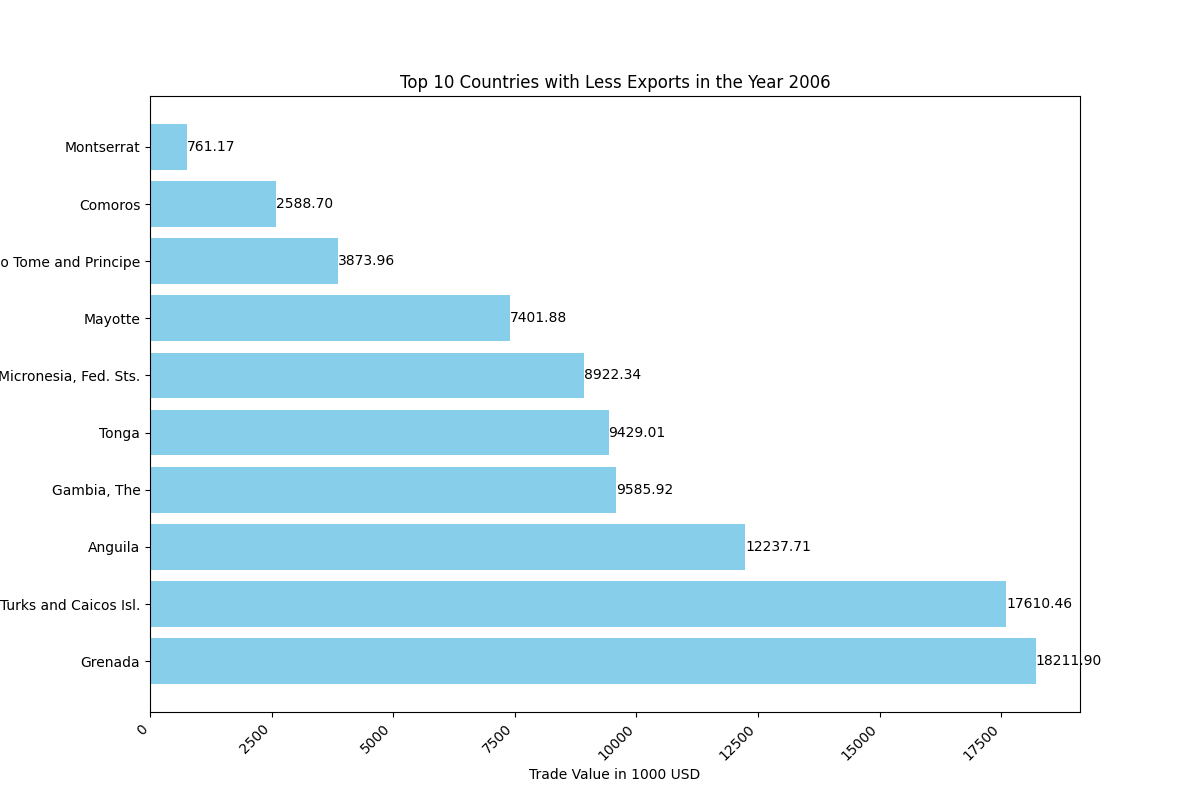 Top 10 Countries with Less Exports in the Year 2006
Montserrat 761.17
Comoros 2588.70
o Tome and Principe 3873.96
Mayotte 7401.88
Micronesia, Fed. Sts. 8922.34
Tonga 9429.01
Gambia, The 9585.92
Anguila 12237.71
Turks and Caicos Isl. 17610.46
Grenada 18211.90
0 2500 5000 7500 10000 12500 15000 17500
Trade Value in 1000 USD